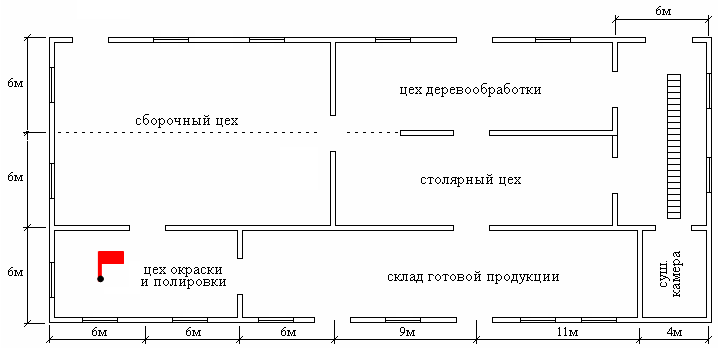 6м
6м
цех деревообработки
сборочный цех
6м
столярный цех
6м
цех окраски
и полировки
склад готовой продукции
суш.
камера
6м
6м
6м
9м
11м
4м